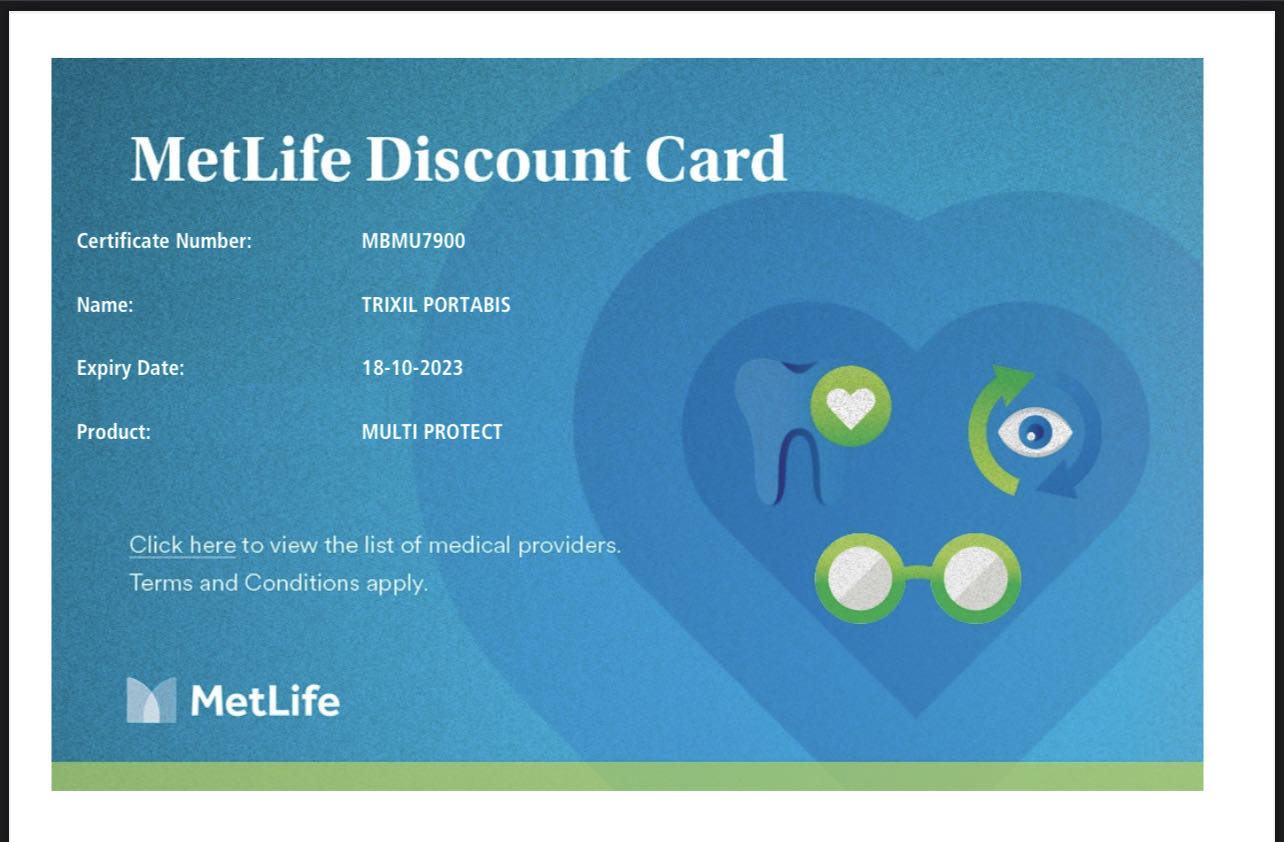 MetLife Discount Card
Certificate Number: MBMU7900
Name: TRIXIL PORTABIS
Expiry Date: 18-10-2023
Product: MULTI PROTECT
Click here to view the list of medical providers.
Terms and Conditions apply.
MetLife